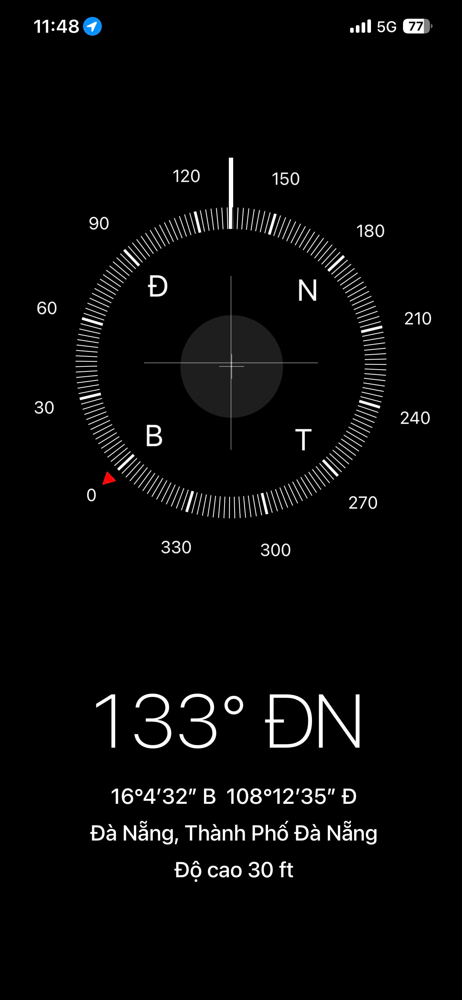 11:48 5G 77
120 150
90 180
Đ N
60 210
30 240
B T
0 270
330 300
133° ĐN
16°4′32″ B 108°12′35″ Đ
Đà Nẵng, Thành Phố Đà Nẵng
Độ cao 30 ft